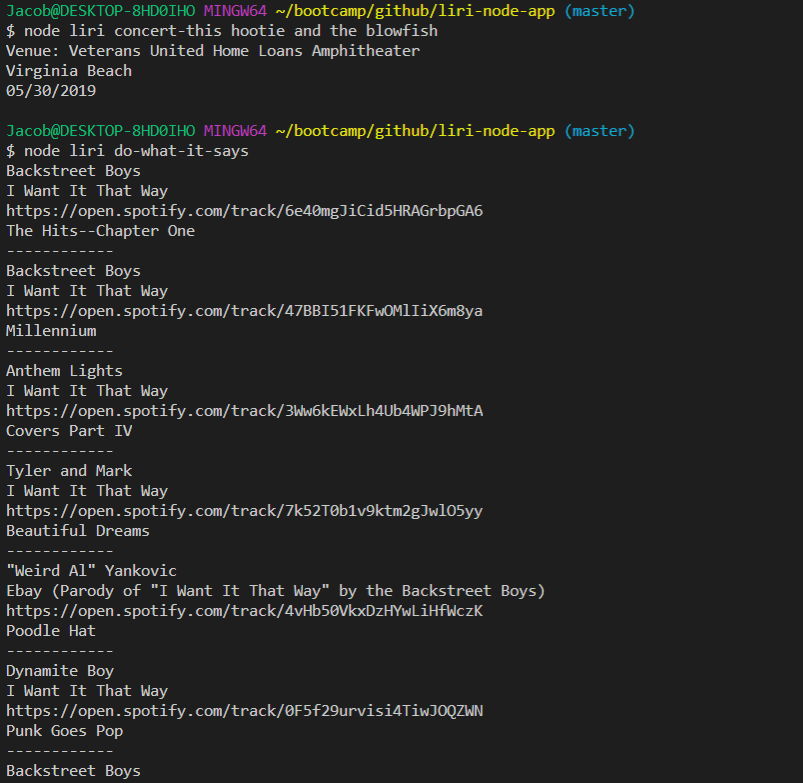 Jacob@DESKTOP-8HD0IHO MINGW64 ~/bootcamp/github/liri-node-app (master)
$ node liri concert-this hootie and the blowfish
Venue: Veterans United Home Loans Amphitheater
Virginia Beach
05/30/2019

Jacob@DESKTOP-8HD0IHO MINGW64 ~/bootcamp/github/liri-node-app (master)
$ node liri do-what-it-says
Backstreet Boys
I Want It That Way
https://open.spotify.com/track/6e40mgJiCid5HRAGrbpGA6
The Hits--Chapter One
------------
Backstreet Boys
I Want It That Way
https://open.spotify.com/track/47BBI51FKFwOMlIiX6m8ya
Millennium
------------
Anthem Lights
I Want It That Way
https://open.spotify.com/track/3Ww6kEWxLh4Ub4WPJ9hMtA
Covers Part IV
------------
Tyler and Mark
I Want It That Way
https://open.spotify.com/track/7k52T0b1v9ktm2gJwlO5yy
Beautiful Dreams
------------
"Weird Al" Yankovic
Ebay (Parody of "I Want It That Way" by the Backstreet Boys)
https://open.spotify.com/track/4vHb50VkxDzHYwLiHfWczK
Poodle Hat
------------
Dynamite Boy
I Want It That Way
https://open.spotify.com/track/0F5f29urvisi4TiwJOQZWN
Punk Goes Pop
------------
Backstreet Boys